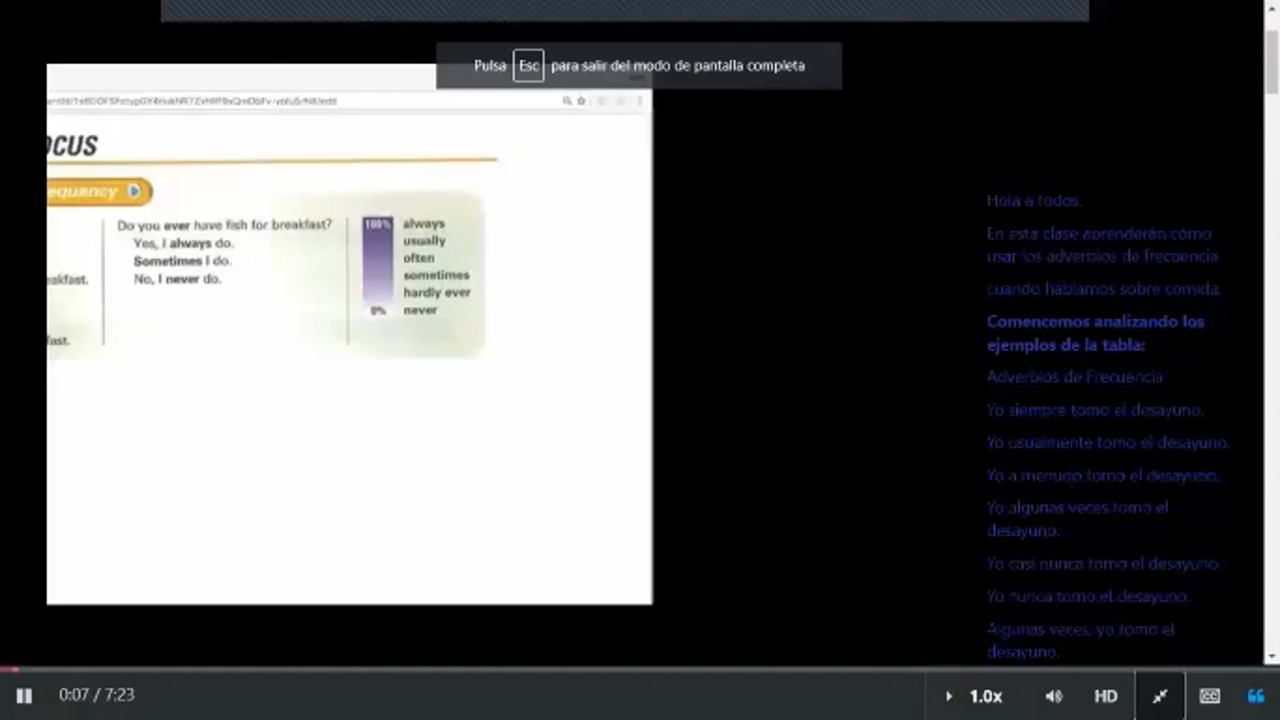 Pulsa Esc para salir del modo de pantalla completa
OCUS
equency
Do you ever have fish for breakfast?
Yes, I always do.
Sometimes I do.
No, I never do.
eakfast.
fast.
100%
always
usually
often
sometimes
hardly ever
0% never
Hola a todos.
En esta clase aprenderán cómo
usar los adverbios de frecuencia
cuando hablamos sobre comida.
Comencemos analizando los
ejemplos de la tabla:
Adverbios de Frecuencia
Yo siempre tomo el desayuno.
Yo usualmente tomo el desayuno.
Yo a menudo tomo el desayuno.
Yo algunas veces tomo el
desayuno.
Yo casi nunca tomo el desayuno.
Yo nunca tomo el desayuno.
Algunas veces, yo tomo el
desayuno.
0:07 / 7:23
1.0x
HD
CC